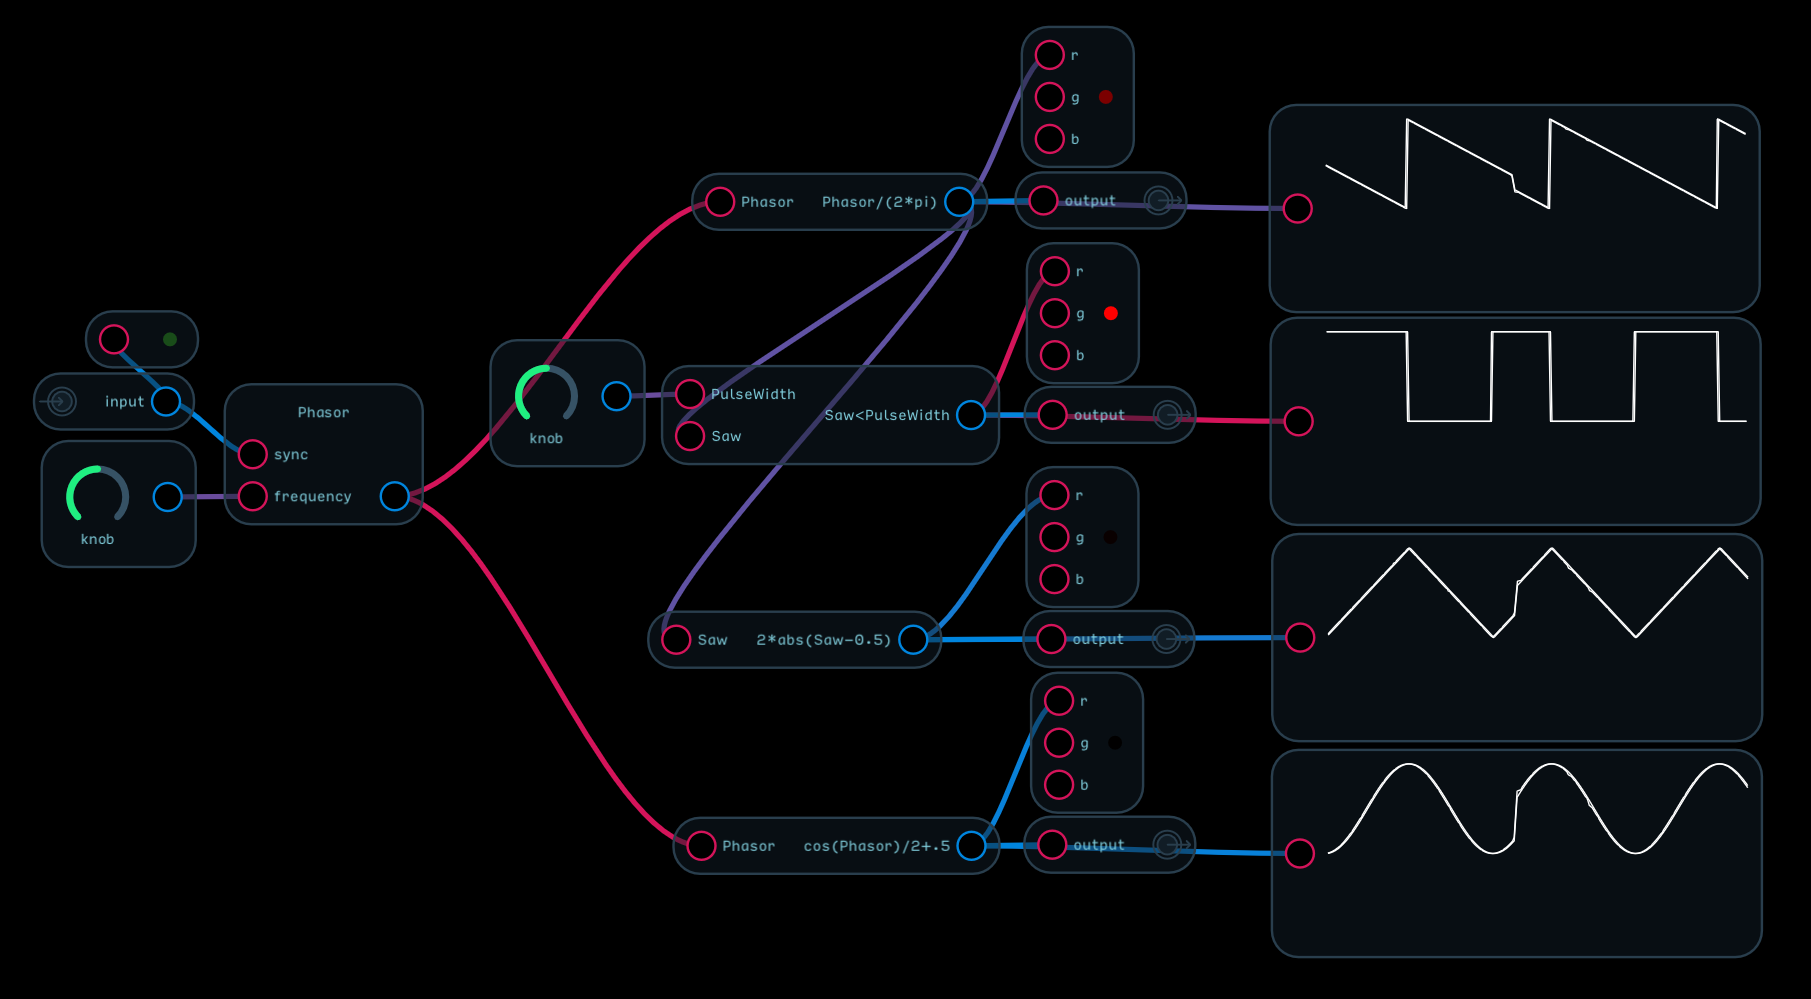 r
g
b
Phasor Phasor/(2*pi)
output
r
g
b
input
Phasor
sync
frequency
knob
knob
PulseWidth
Saw<PulseWidth
Saw
output
r
g
b
Saw 2*abs(Saw-0.5)
output
r
g
b
Phasor cos(Phasor)/2+.5
output